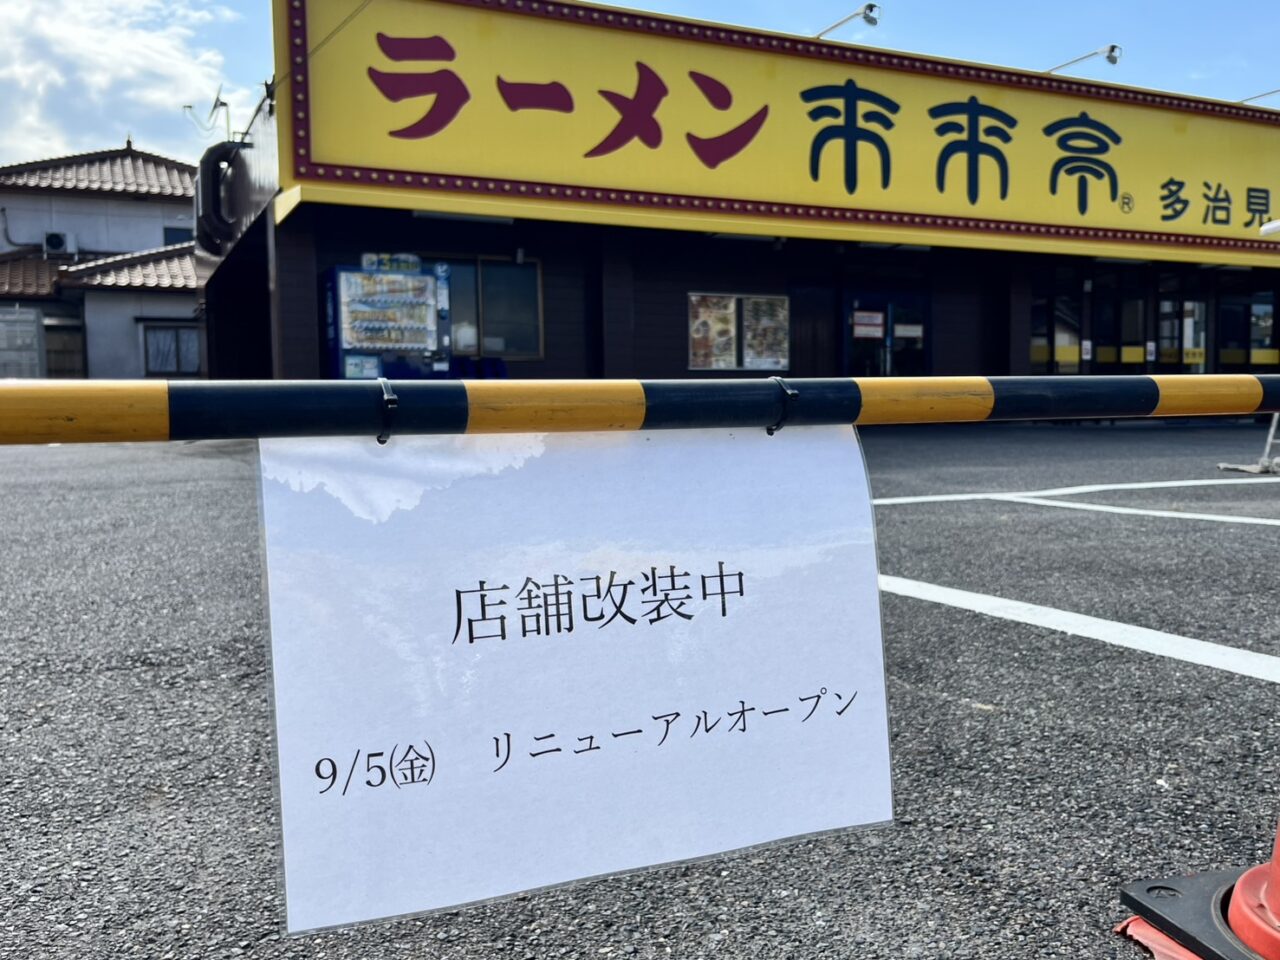 ラーメン 来来亭® 多治見
店舗改装中
9/5㈮ リニューアルオープン